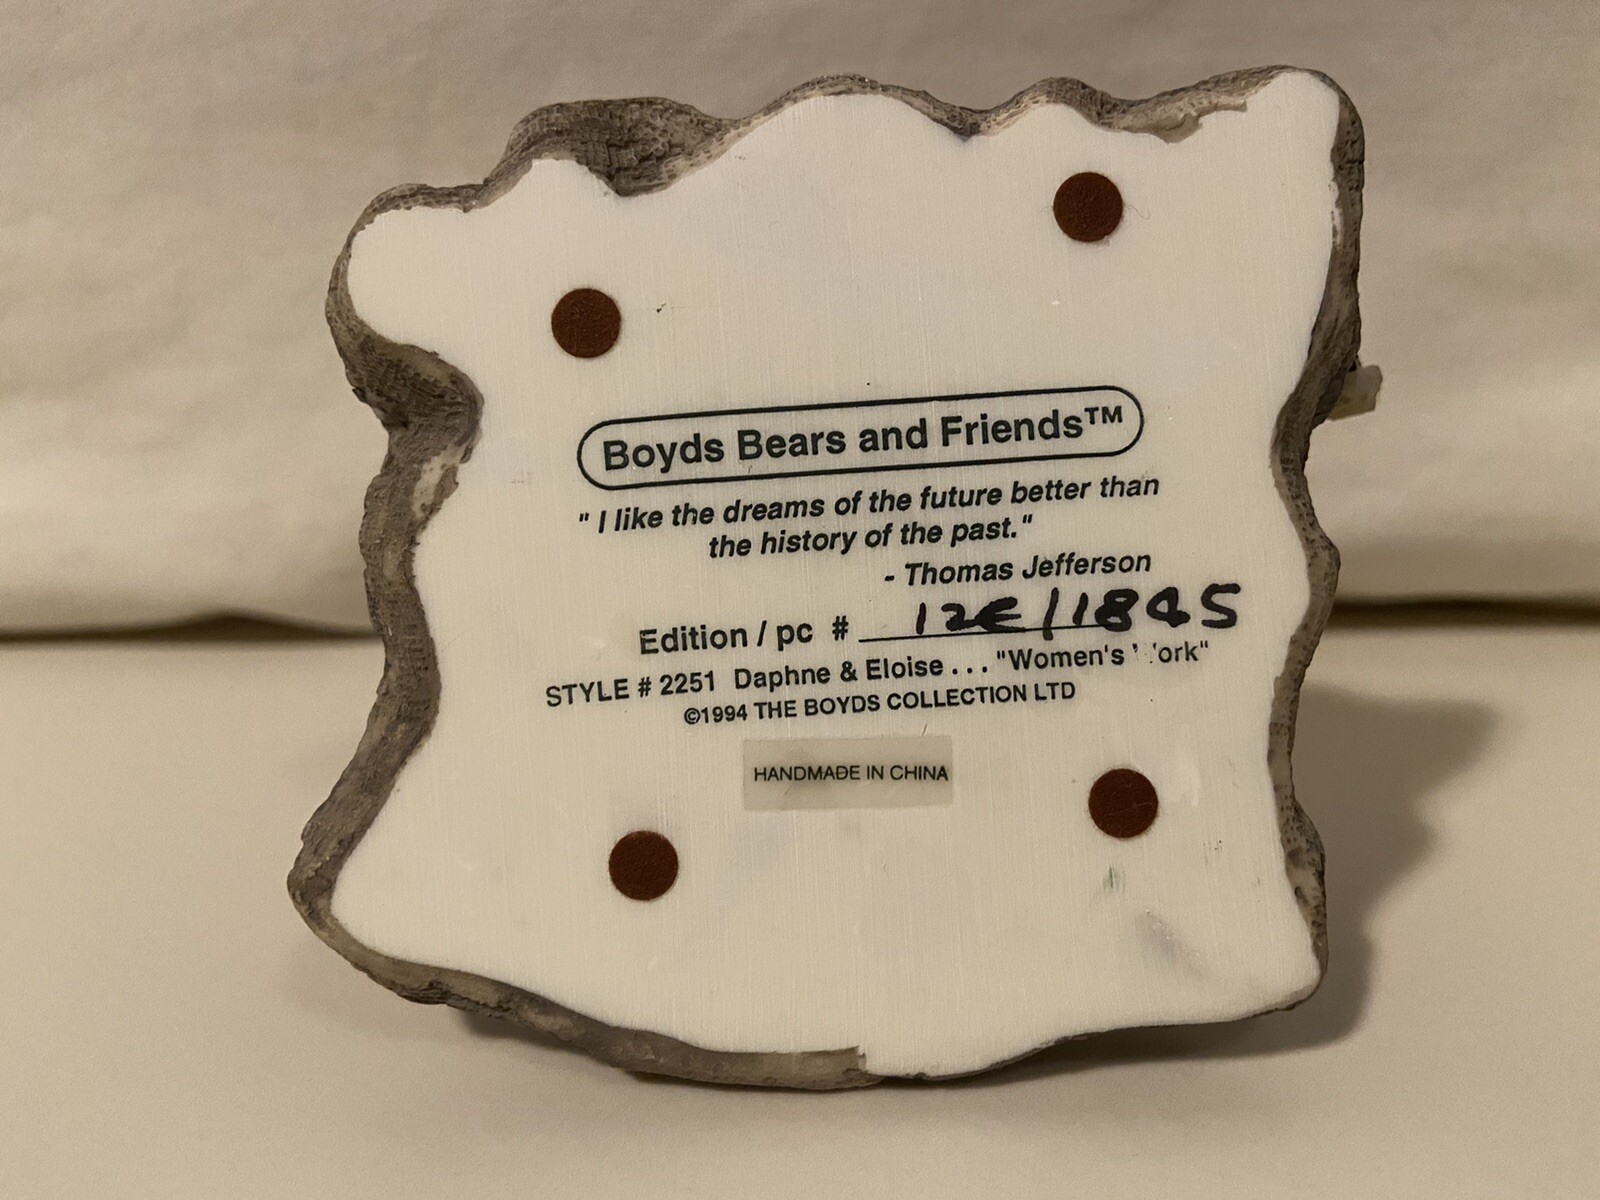 Boyds Bears and Friends™
" I like the dreams of the future better than
the history of the past."
- Thomas Jefferson
Edition / pc # 12E/1845
STYLE # 2251 Daphne & Eloise . . . "Women's ork"
©1994 THE BOYDS COLLECTION LTD
HANDMADE IN CHINA